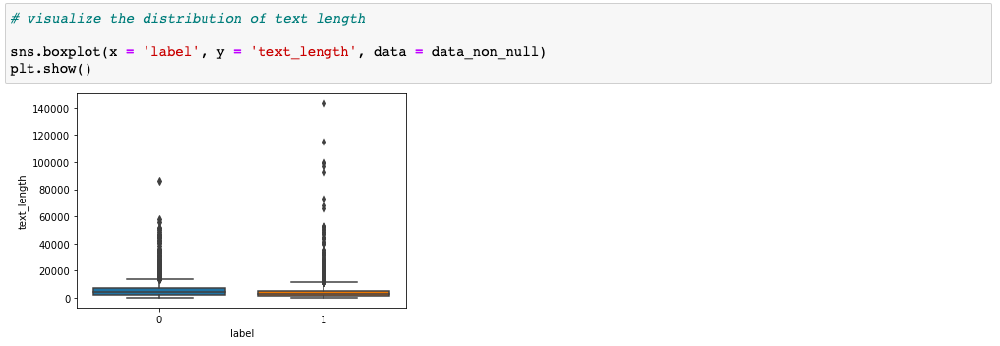 # visualize the distribution of text length
sns.boxplot(x = 'label', y = 'text_length', data = data_non_null)
plt.show()
140000
120000
100000
80000
60000
40000
20000
0
text_length
0 1
label